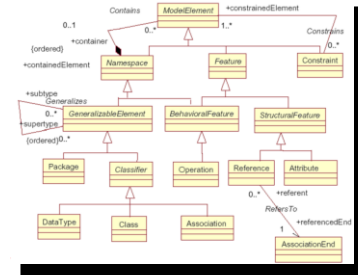 Contains
ModelElement
+constrainedElement
0..1
0..*
1..*
Constrains
+container
{ordered}
0..*
+containedElement
Namespace
Feature
Constraint
+subtype
Generalizes
0..*
GeneralizableElement
BehavioralFeature
StructuralFeature
+supertype
{ordered}
0..*
Package
Classifier
Operation
Reference
Attribute
0..*
+referent
RefersTo
DataType
Class
Association
+referencedEnd
1
AssociationEnd